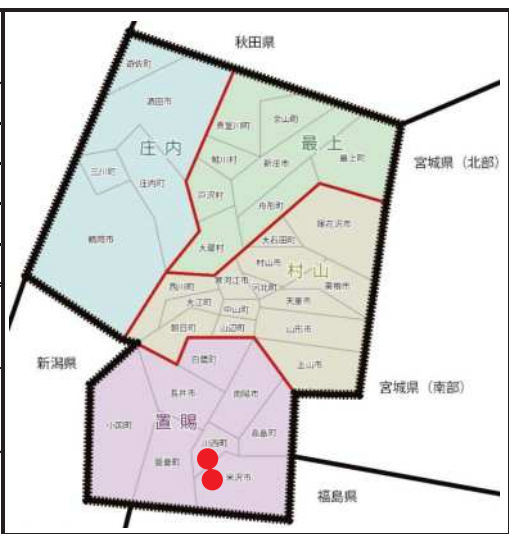 秋田県
遊佐町
酒田市
金山町
真室川町
庄内
最上
鮭川村
新庄市
最上町
宮城県（北部）
三川町
庄内町
戸沢村
舟形町
鶴岡市
尾花沢市
大石田町
大蔵村
村山市
村山
西川町
寒河江市
河北町
東根市
大江町
天童市
中山町
朝日町
山辺町
山形市
新潟県
白鷹町
上山市
宮城県（南部）
長井市
南陽市
小国町
置賜
高畠町
川西町
飯豊町
米沢市
福島県